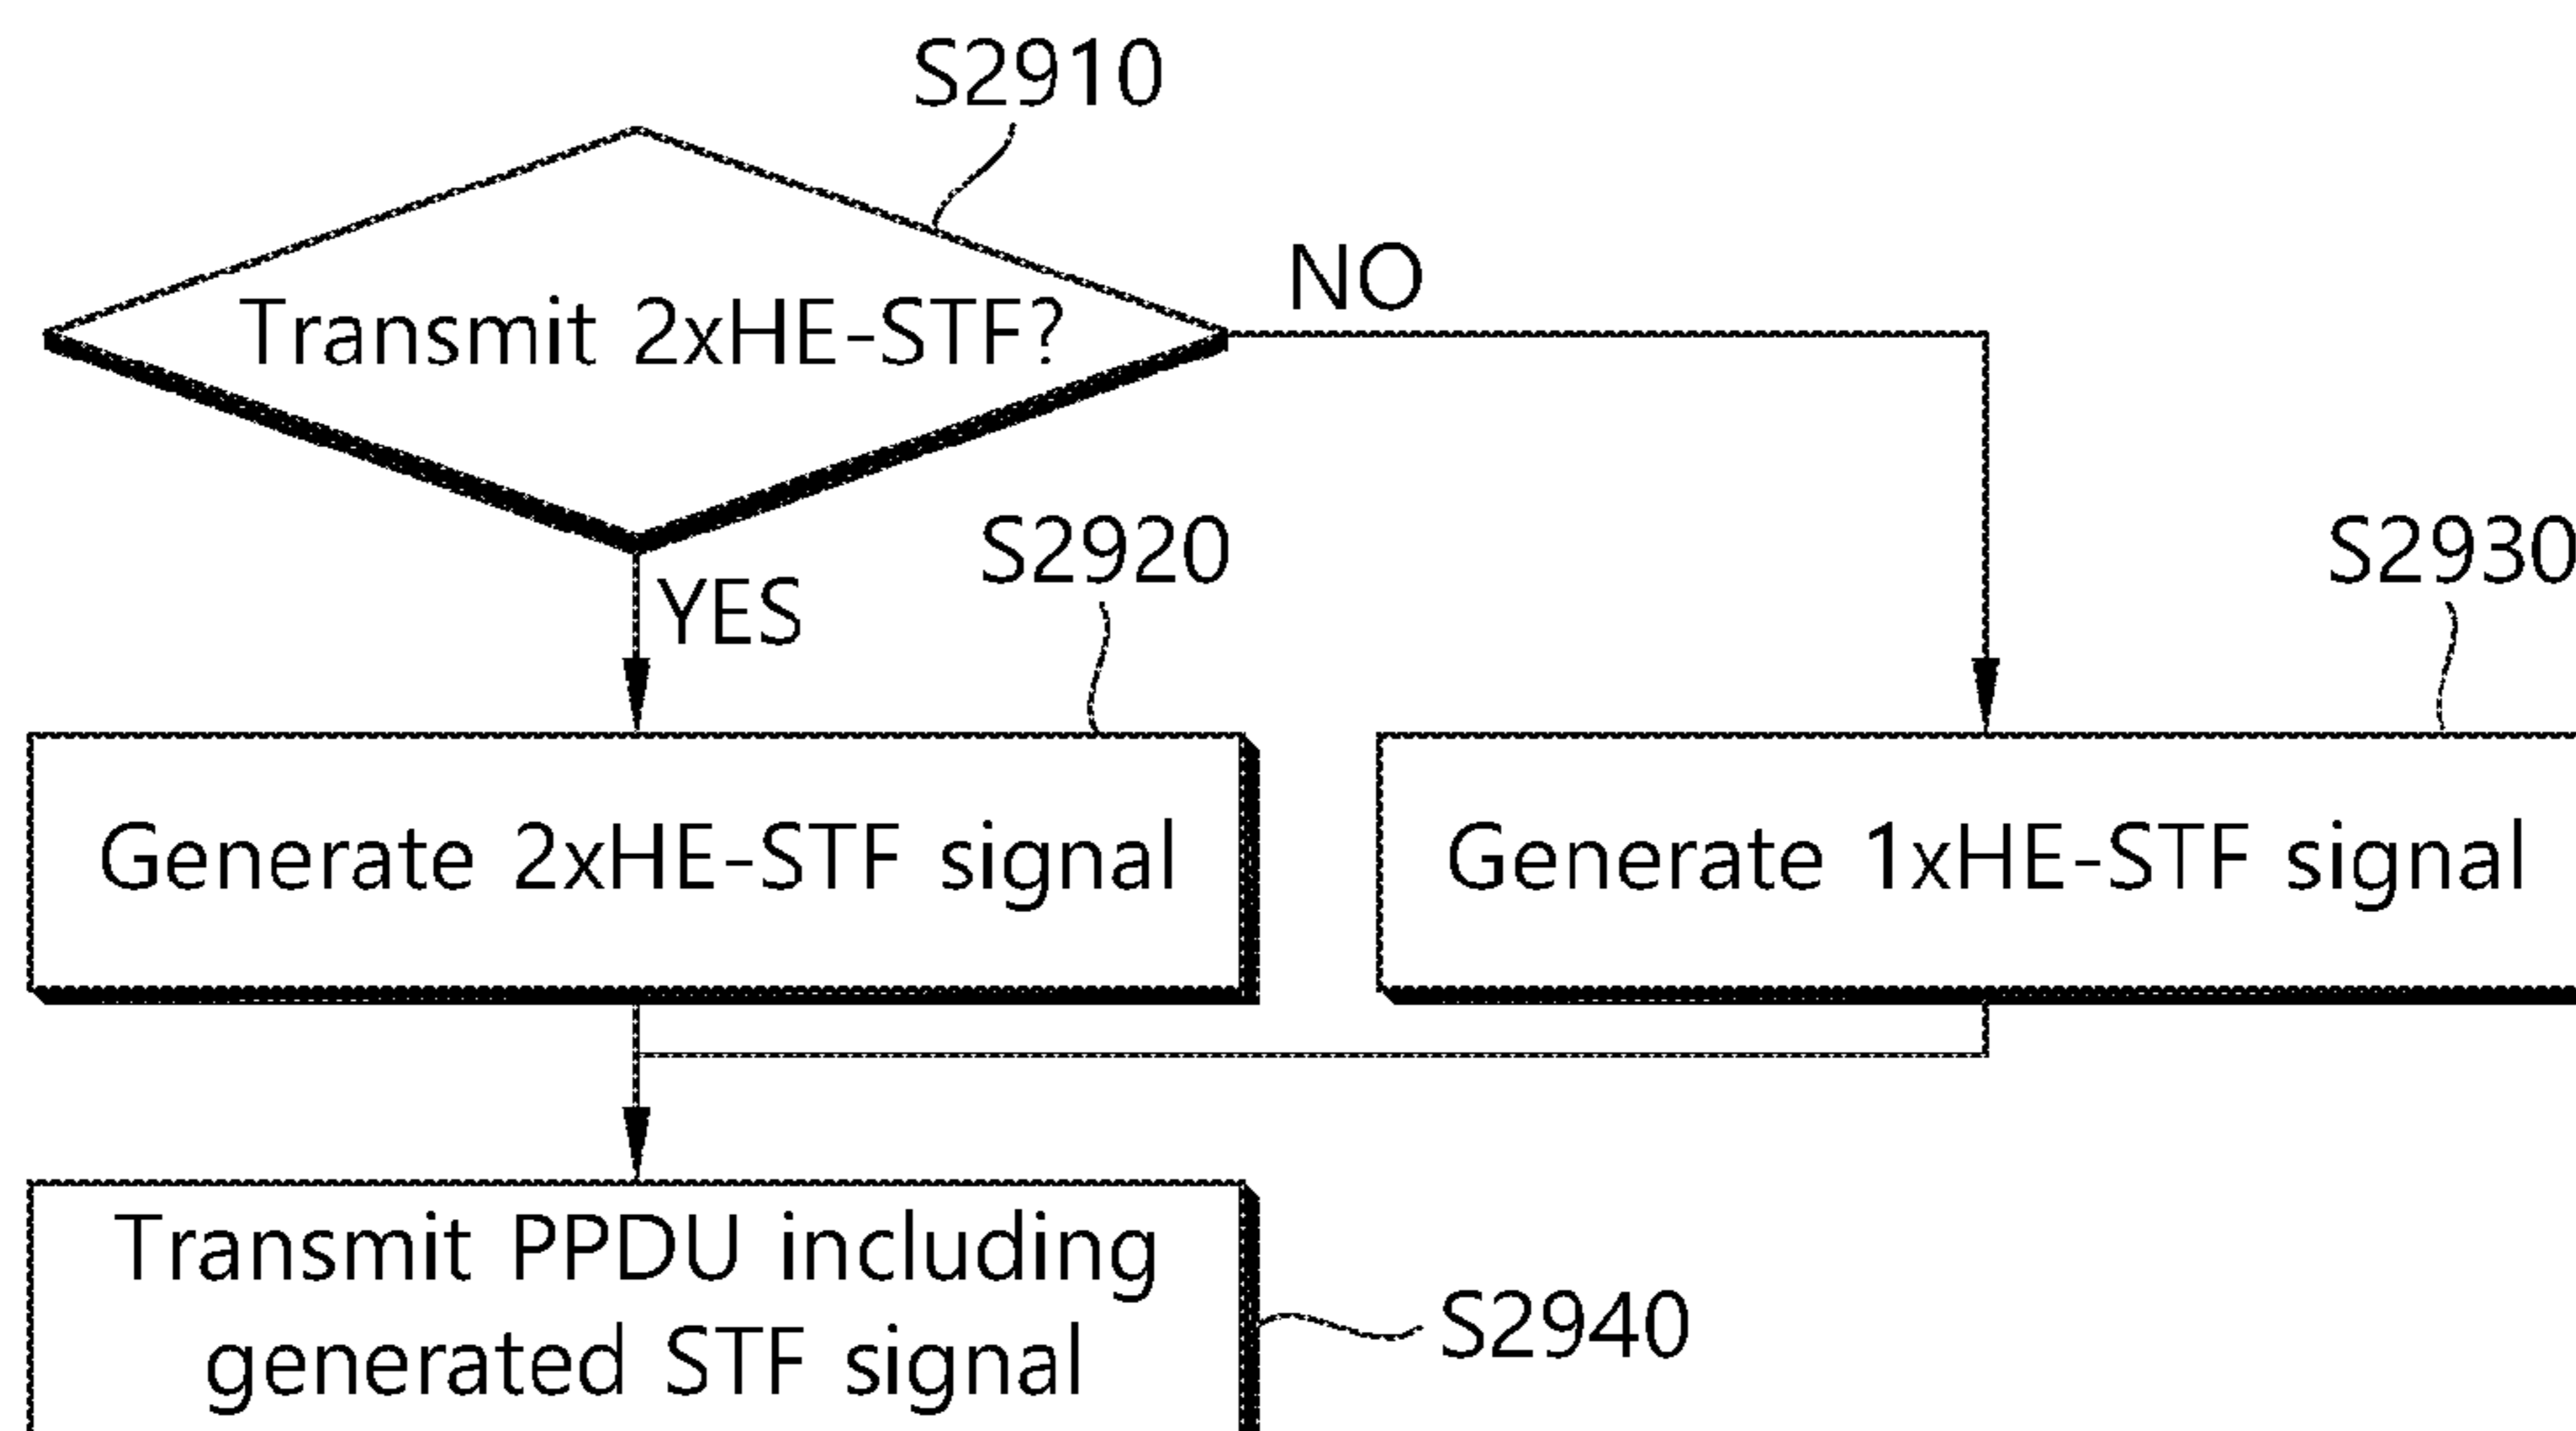 S2910
NO
Transmit 2xHE-STF?
YES
S2920
S2930
Generate 2xHE-STF signal
Generate 1xHE-STF signal
Transmit PPDU including
generated STF signal
S2940